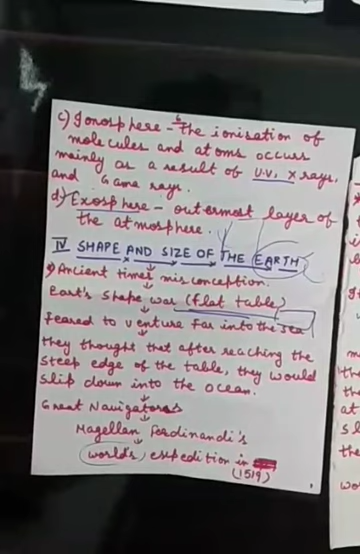 c) Ionosphere - The ionisation of
molecules and atoms occurs
mainly as a result of U.V., x rays,
and Game rays.
d) Exosphere - outermost layer of
the atmosphere.
IV SHAPE AND SIZE OF THE EARTH
Ancient times misconception.
Eart's shape was (flat table)
feared to venture far into the sea
they thought that after reaching the
steep edge of the table, they would
slip down into the ocean.
Great Navigators
Magellan Ferdinandi's
world's expedition in
(1519)